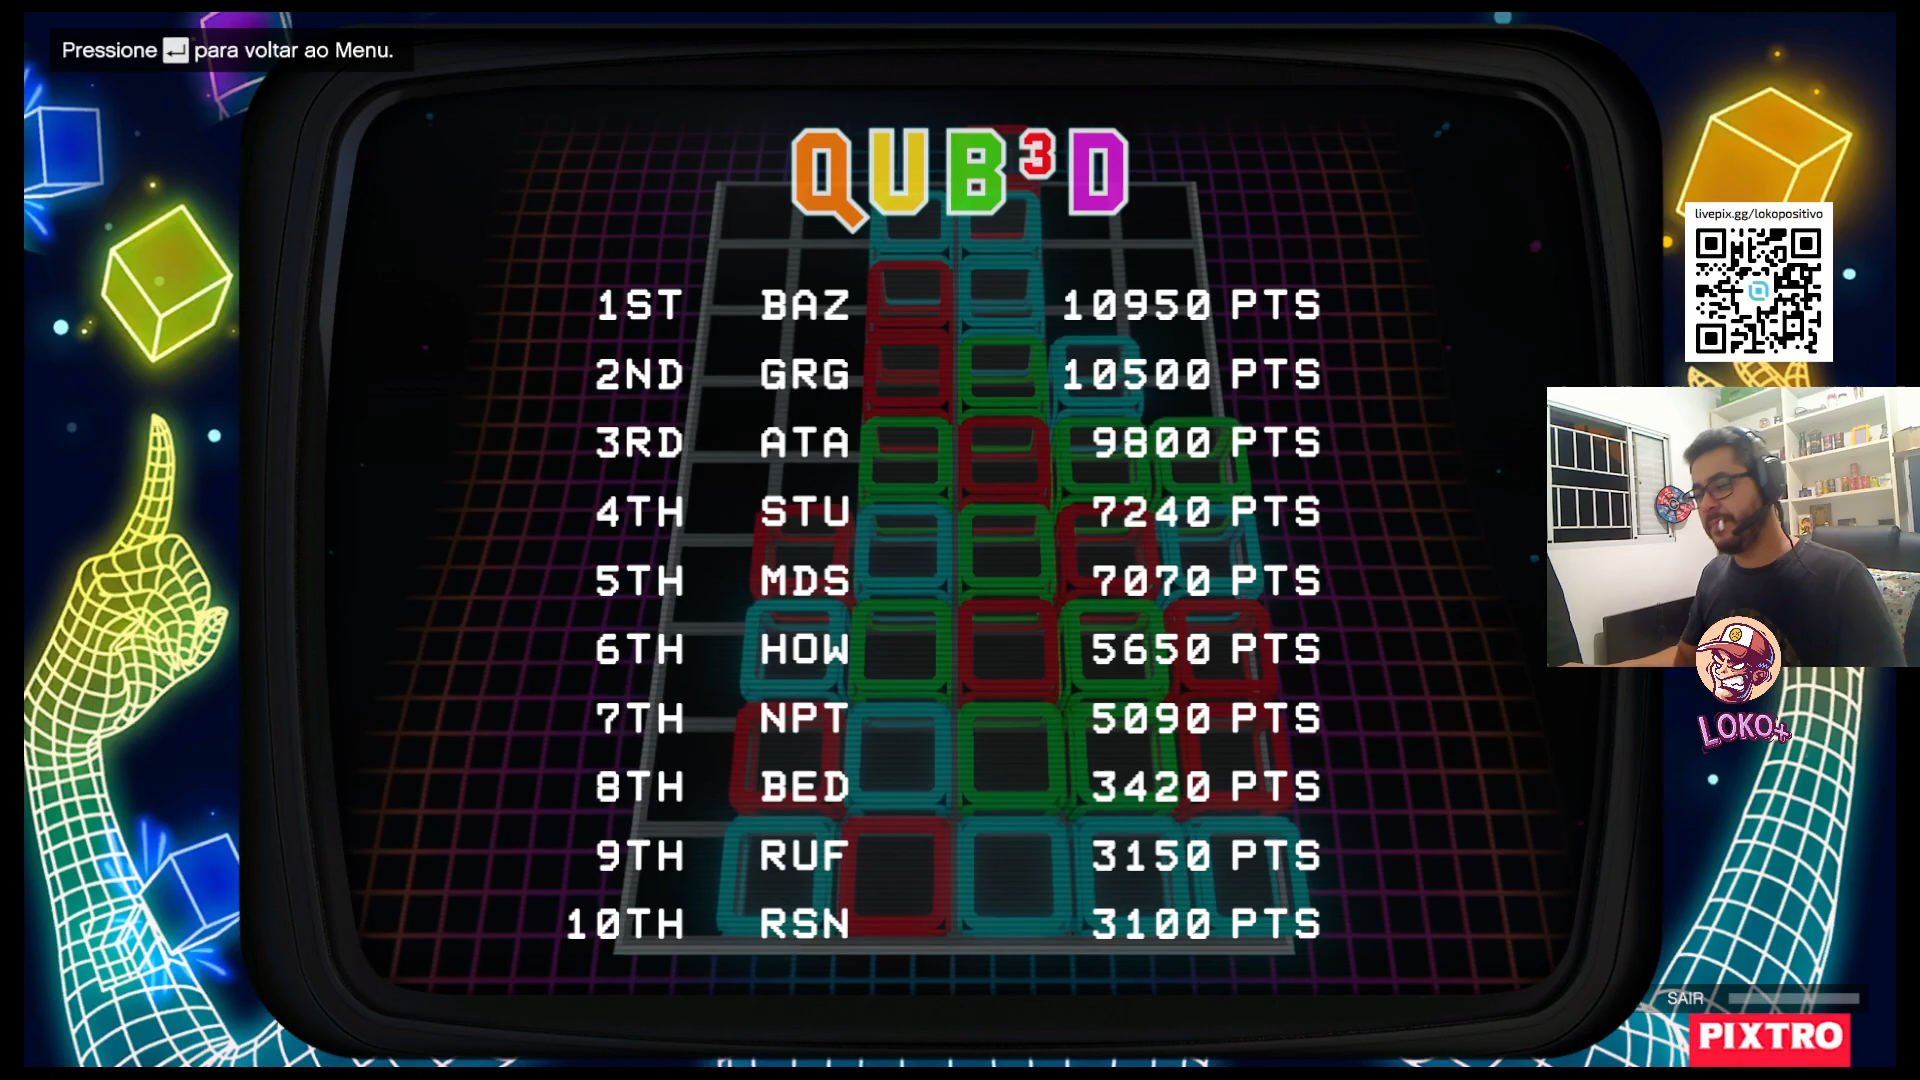 Pressione ↵ para voltar ao Menu.
QUB³D
livepix.gg/lokopositivo
1ST BAZ 10950 PTS
2ND GRG 10500 PTS
3RD ATA 9800 PTS
4TH STU 7240 PTS
5TH MDS 7070 PTS
6TH HOW 5650 PTS
7TH NPT 5090 PTS
8TH BED 3420 PTS
9TH RUF 3150 PTS
10TH RSN 3100 PTS
LOKO+
SAIR
PIXTRO